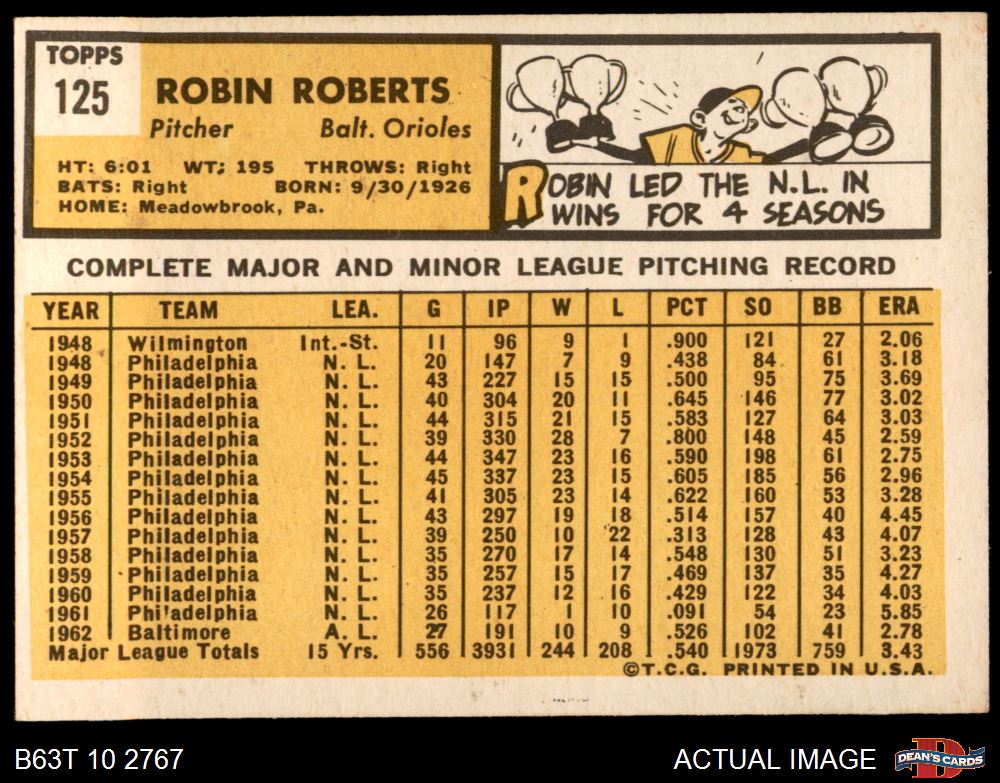 TOPPS
125
ROBIN ROBERTS
Pitcher Balt. Orioles
HT: 6:01 WT: 195 THROWS: Right
BATS: Right BORN: 9/30/1926
HOME: Meadowbrook, Pa.
ROBIN LED THE N.L. IN
WINS FOR 4 SEASONS
COMPLETE MAJOR AND MINOR LEAGUE PITCHING RECORD
YEAR TEAM LEA. G IP W L PCT SO BB ERA
1948 Wilmington Int.-St. 11 96 9 1 .900 121 27 2.06
1948 Philadelphia N. L. 20 147 7 9 .438 84 61 3.18
1949 Philadelphia N. L. 43 227 15 15 .500 95 75 3.69
1950 Philadelphia N. L. 40 304 20 11 .645 146 77 3.02
1951 Philadelphia N. L. 44 315 21 15 .583 127 64 3.03
1952 Philadelphia N. L. 39 330 28 7 .800 148 45 2.59
1953 Philadelphia N. L. 44 347 23 16 .590 198 61 2.75
1954 Philadelphia N. L. 45 337 23 15 .605 185 56 2.96
1955 Philadelphia N. L. 41 305 23 14 .622 160 53 3.28
1956 Philadelphia N. L. 43 297 19 18 .514 157 40 4.45
1957 Philadelphia N. L. 39 250 10 22 .313 128 43 4.07
1958 Philadelphia N. L. 35 270 17 14 .548 130 51 3.23
1959 Philadelphia N. L. 35 257 15 17 .469 137 35 4.27
1960 Philadelphia N. L. 35 237 12 16 .429 122 34 4.03
1961 Philadelphia N. L. 26 117 1 10 .091 54 23 5.85
1962 Baltimore A. L. 27 191 10 9 .526 102 41 2.78
Major League Totals 15 Yrs. 556 3931 244 208 .540 1973 759 3.43
©T.C.G. PRINTED IN U.S.A.
B63T 10 2767 ACTUAL IMAGE
D
DEAN'S CARDS